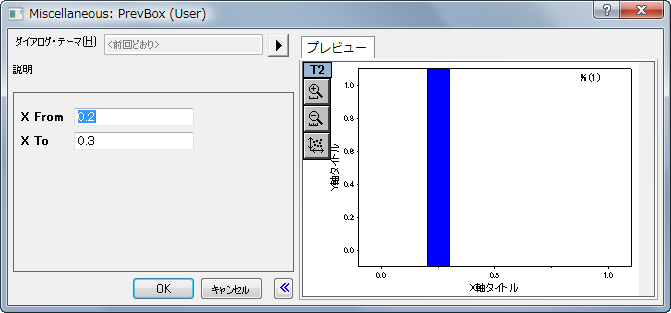 Miscellaneous: PrevBox (User)
ダイアログ・テーマ(H)
<前回どおり>
説明
X From
0.2
X To
0.3
OK
キャンセル
プレビュー
T2
%(1)
1.0
0.8
0.6
0.4
0.2
0.0
Y軸タイトル
0.0
0.5
1.0
X軸タイトル